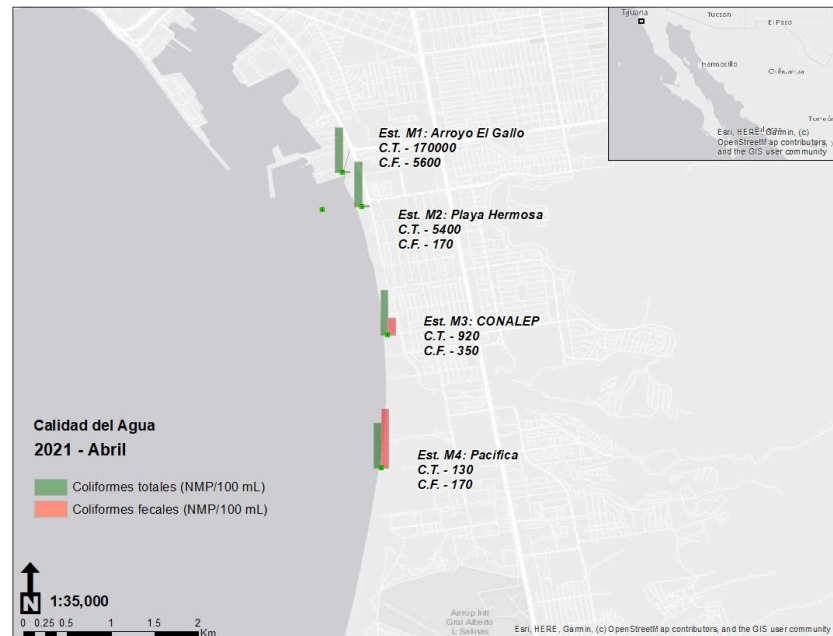 Tijuana
Tucson
El Paso
Hermosillo
Chihuahua
Torreón
Esri, HERE, Garmin, (c)
OpenStreetMap contributors,
and the GIS user community
Est. M1: Arroyo El Gallo
C.T. - 170000
C.F. - 5600
Est. M2: Playa Hermosa
C.T. - 5400
C.F. - 170
Est. M3: CONALEP
C.T. - 920
C.F. - 350
Calidad del Agua
2021 - Abril
Coliformes totales (NMP/100 mL)
Coliformes fecales (NMP/100 mL)
Est. M4: Pacífica
C.T. - 130
C.F. - 170
N
1:35,000
0 0.25 0.5 1 1.5 2
Km
Aerop Intl
Gral Alberto
L Salinas
Esri, HERE, Garmin, (c) OpenStreetMap contributors, and the GIS user community